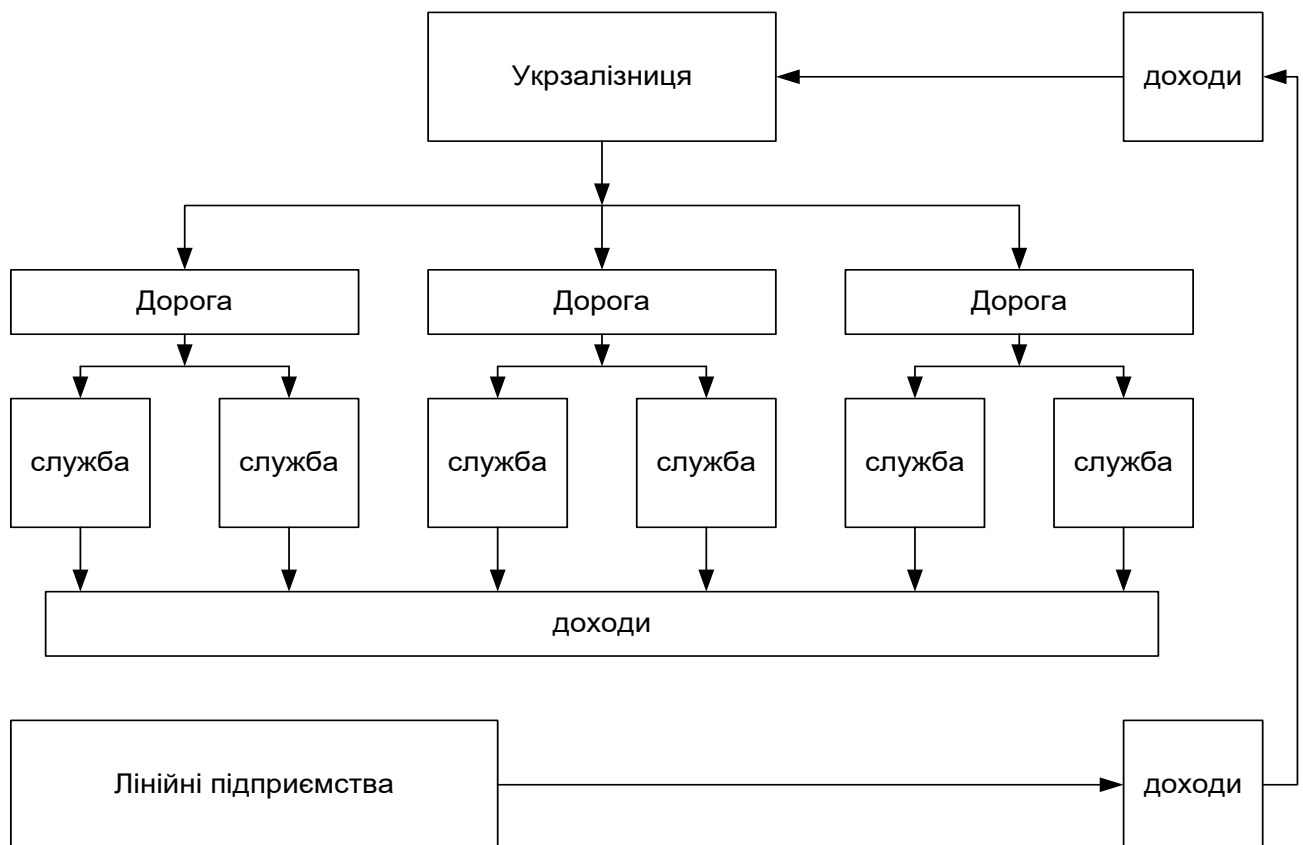 Укрзалізниця
доходи
Дорога
Дорога
Дорога
служба
служба
служба
служба
служба
служба
доходи
Лінійні підприємства
доходи